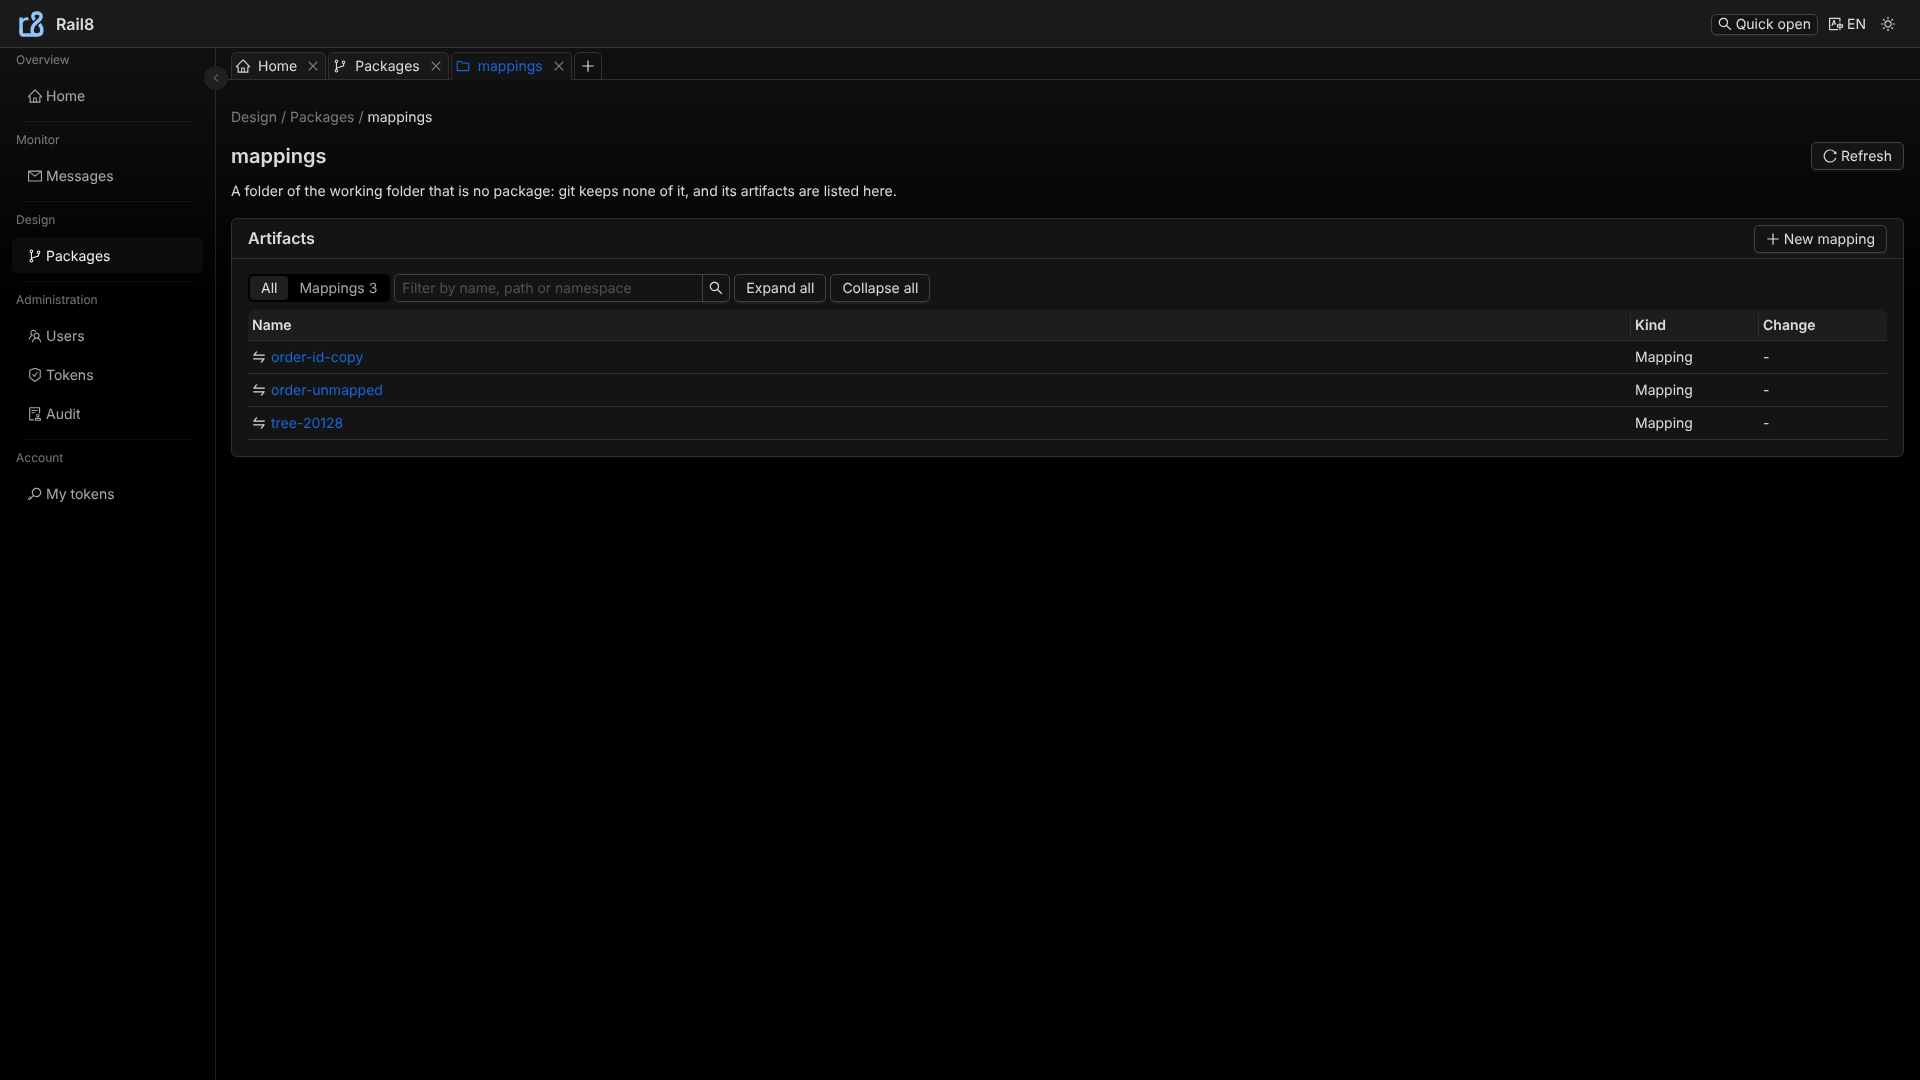 Rail8
Quick open
EN
Overview
Home
Monitor
Messages
Design
Packages
Administration
Users
Tokens
Audit
Account
My tokens
Home
Packages
mappings
Design / Packages / mappings
mappings
Refresh
A folder of the working folder that is no package: git keeps none of it, and its artifacts are listed here.
Artifacts
New mapping
All
Mappings 3
Filter by name, path or namespace
Expand all
Collapse all
Name Kind Change
order-id-copy Mapping -
order-unmapped Mapping -
tree-20128 Mapping -